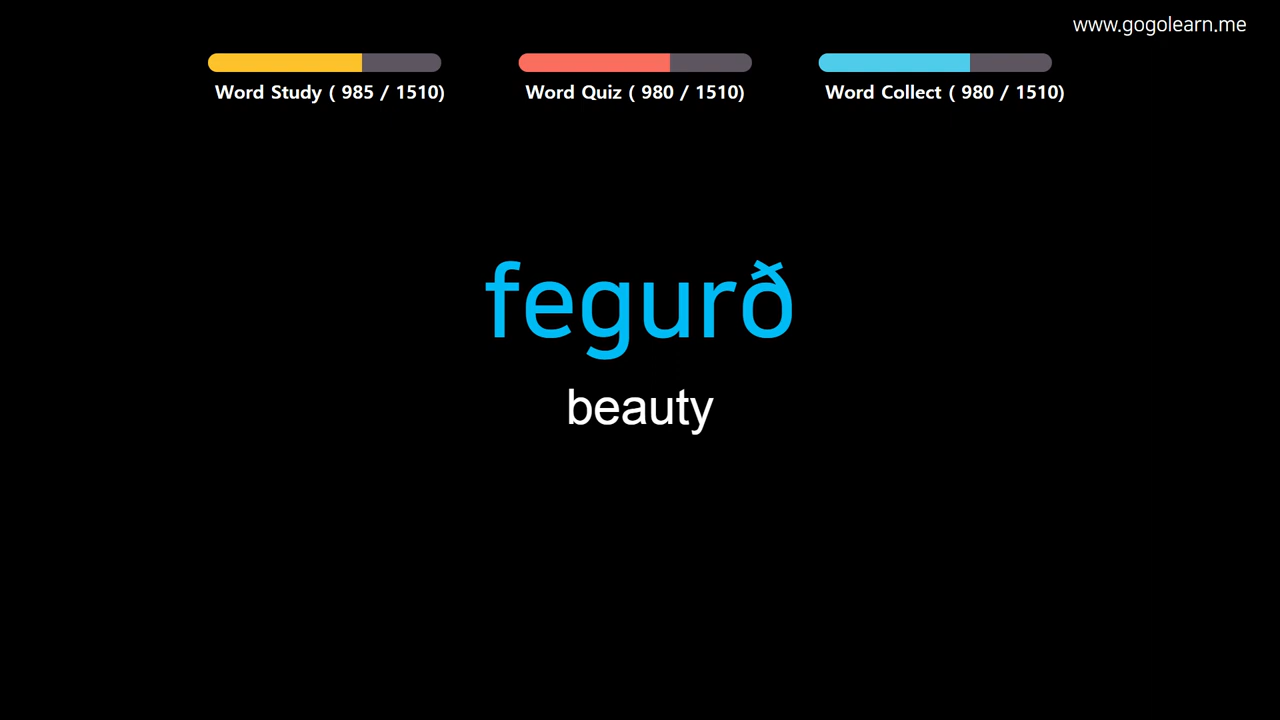 www.gogolearn.me
Word Study ( 985 / 1510)
Word Quiz ( 980 / 1510)
Word Collect ( 980 / 1510)
fegurð
beauty